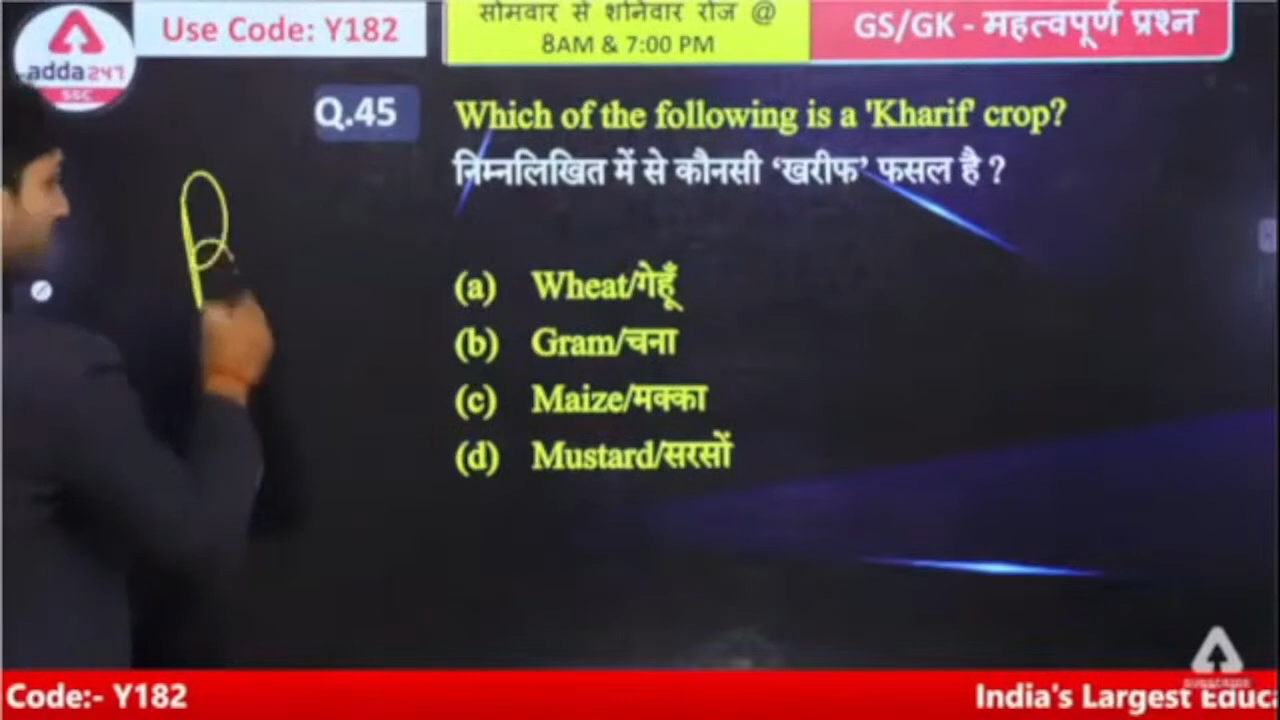 adda247
SSC
Use Code: Y182
सोमवार से शनिवार रोज @
8AM & 7:00 PM
GS/GK - महत्वपूर्ण प्रश्न
Q.45
Which of the following is a 'Kharif' crop?
निम्नलिखित में से कौनसी ‘खरीफ’ फसल है ?
R
(a) Wheat/गेहूँ
(b) Gram/चना
(c) Maize/मक्का
(d) Mustard/सरसों
SUBSCRIBE
Code:- Y182
India's Largest Educa